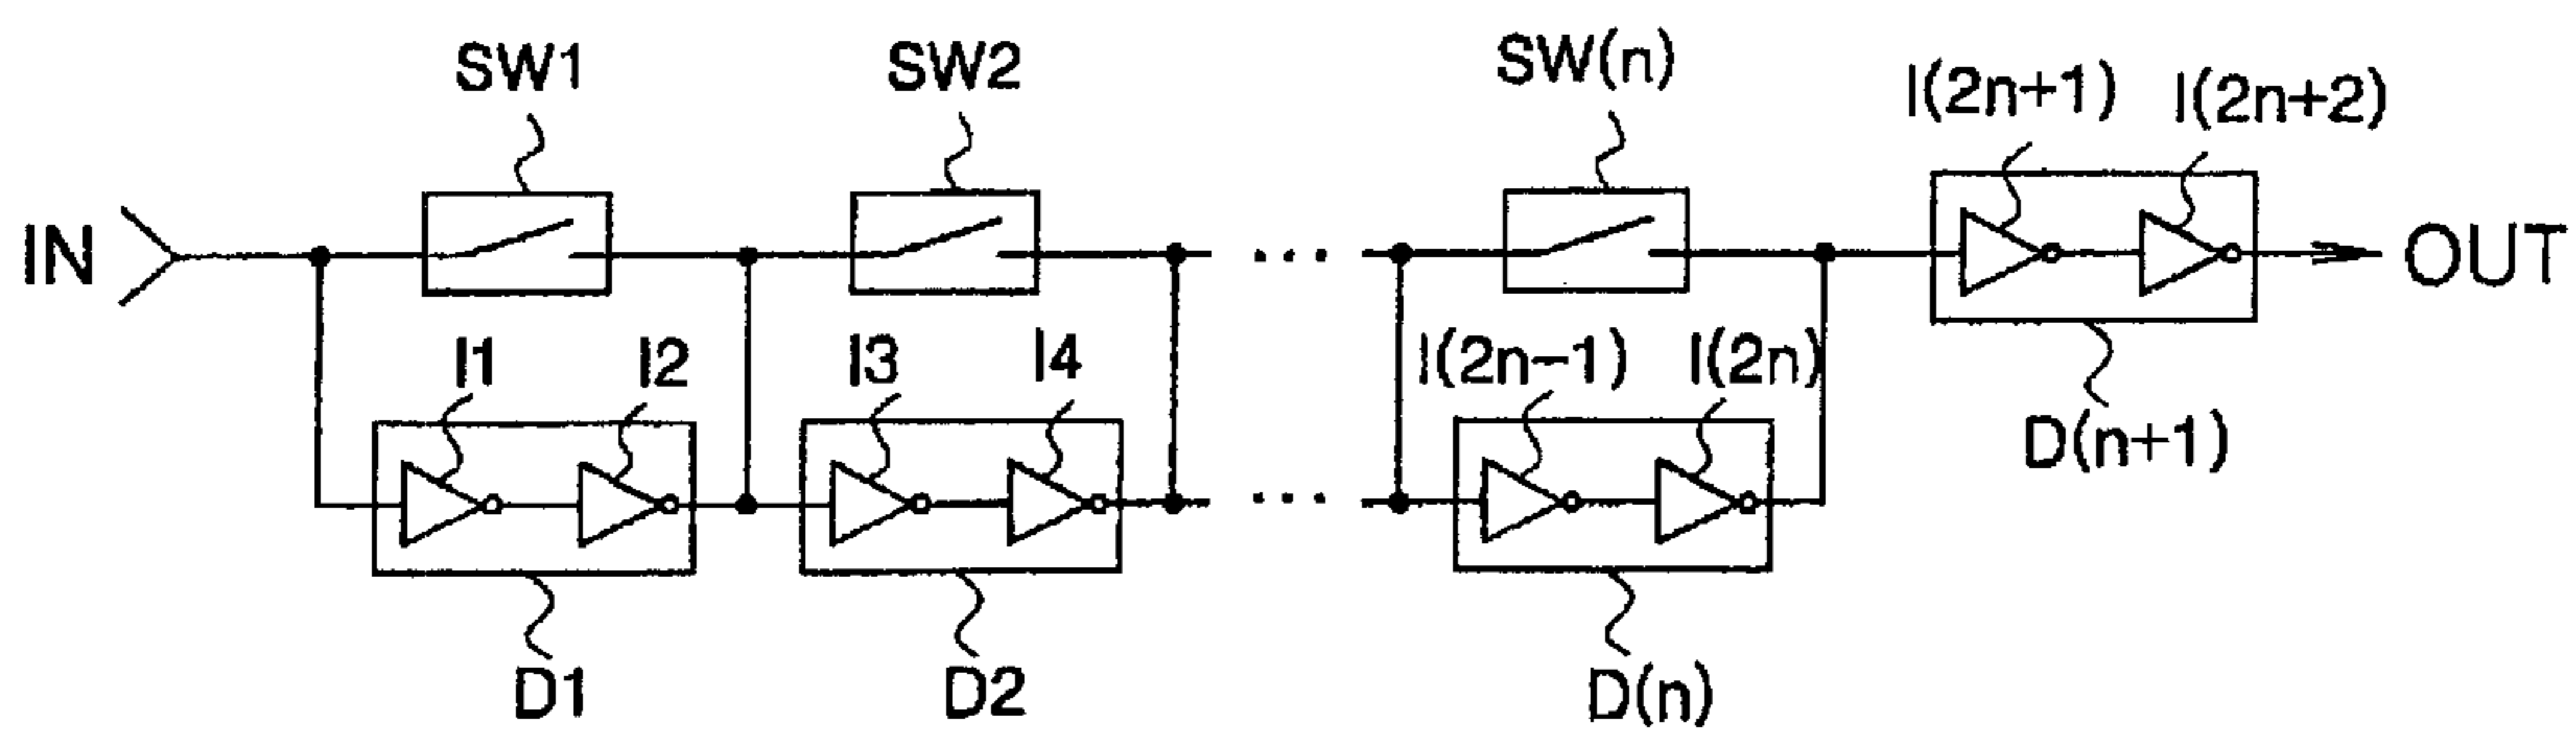 SW1
SW2
SW(n)
I(2n+1)
I(2n+2)
IN
...
OUT
I1
I2
I3
I4
I(2n-1)
I(2n)
D(n+1)
...
D1
D2
D(n)